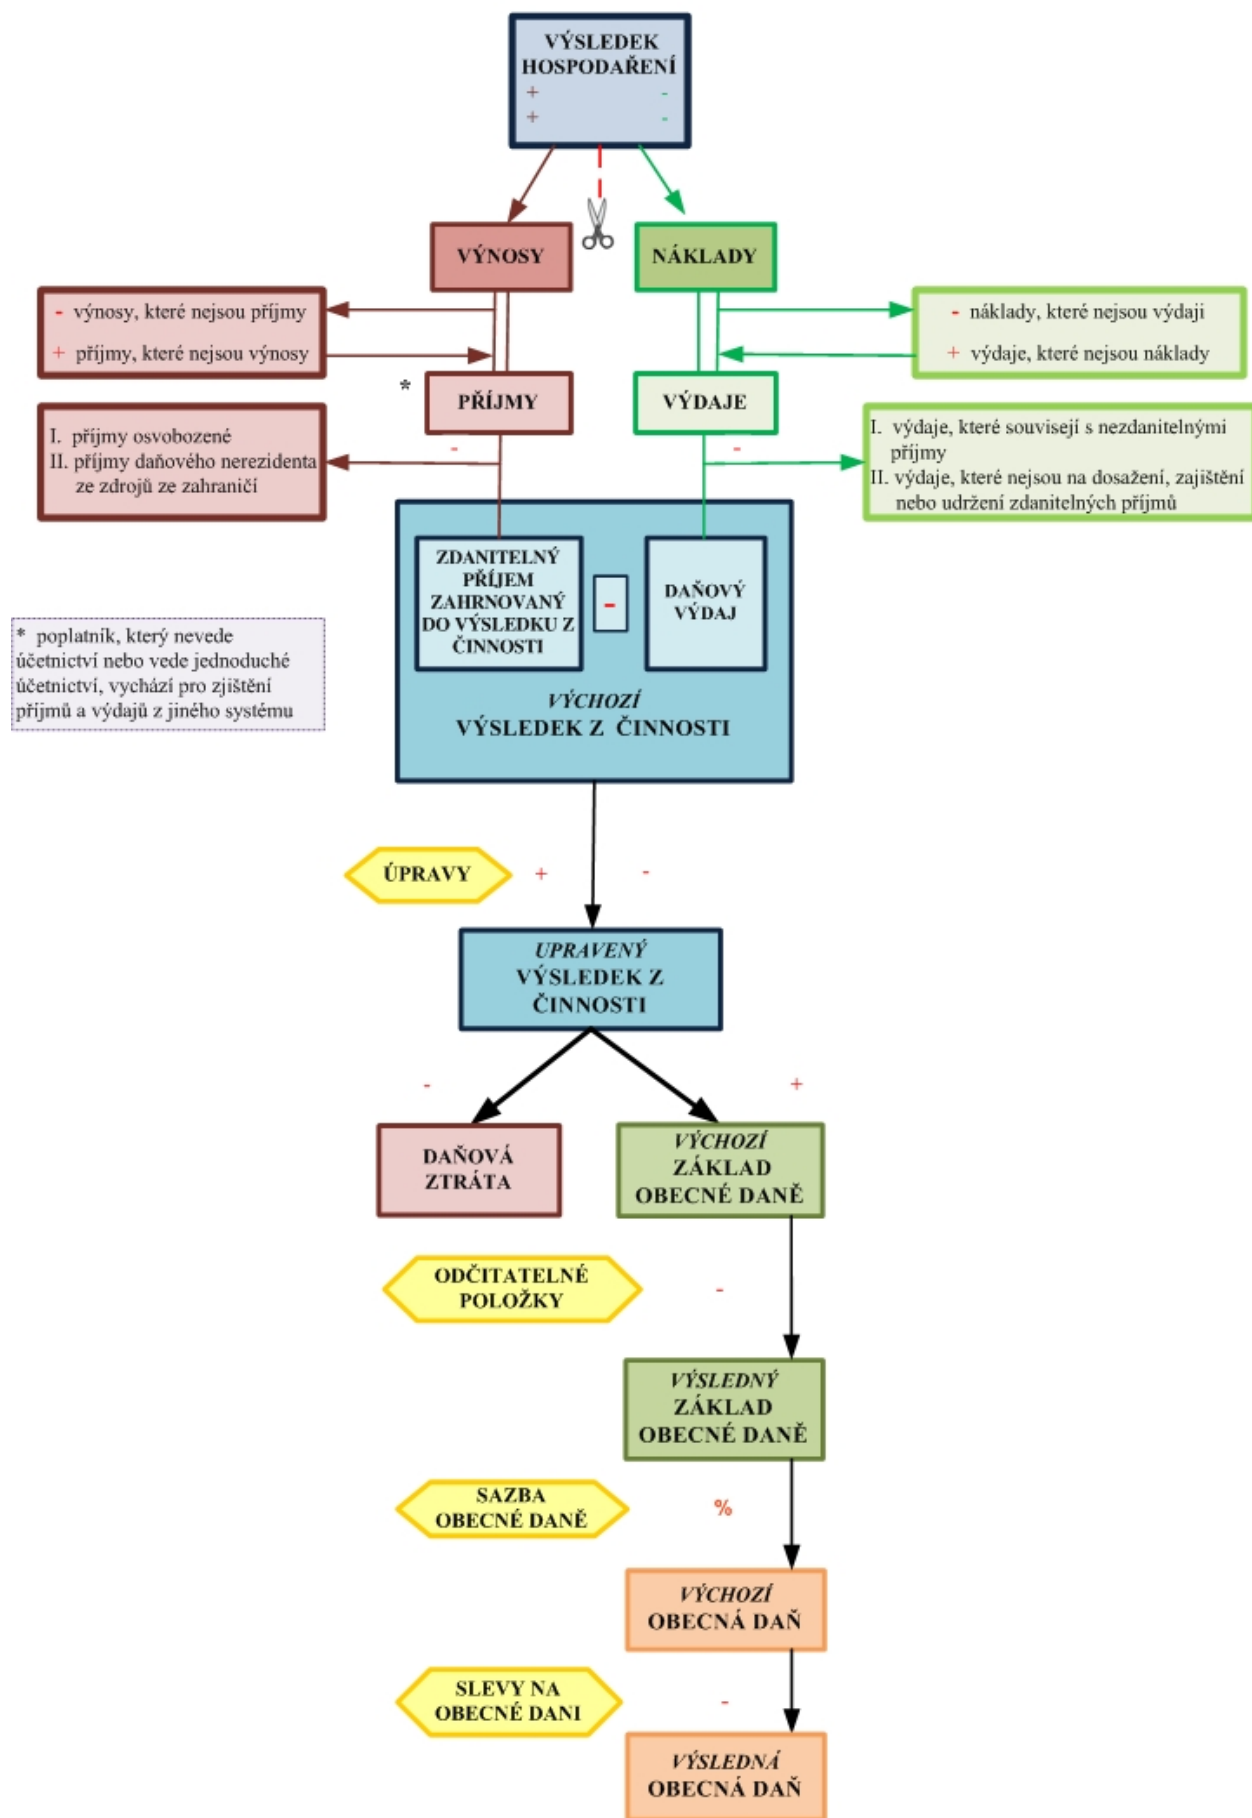 VÝSLEDEK
HOSPODAŘENÍ
+ -
+ -
VÝNOSY
NÁKLADY
- výnosy, které nejsou příjmy
+ příjmy, které nejsou výnosy
- náklady, které nejsou výdaji
+ výdaje, které nejsou náklady
*
PŘÍJMY
VÝDAJE
I. příjmy osvobozené
II. příjmy daňového nerezidenta
ze zdrojů ze zahraničí
-
-
I. výdaje, které souvisejí s nezdanitelnými
příjmy
II. výdaje, které nejsou na dosažení, zajištění
nebo udržení zdanitelných příjmů
ZDANITELNÝ
PŘÍJEM
ZAHRNOVANÝ
DO VÝSLEDKU Z
ČINNOSTI
-
DAŇOVÝ
VÝDAJ
VÝCHOZÍ
VÝSLEDEK Z ČINNOSTI
* poplatník, který nevede
účetnictví nebo vede jednoduché
účetnictví, vychází pro zjištění
příjmů a výdajů z jiného systému
ÚPRAVY
+ -
UPRAVENÝ
VÝSLEDEK Z
ČINNOSTI
- +
DAŇOVÁ
ZTRÁTA
VÝCHOZÍ
ZÁKLAD
OBECNÉ DANĚ
ODČITATELNÉ
POLOŽKY
-
VÝSLEDNÝ
ZÁKLAD
OBECNÉ DANĚ
SAZBA
OBECNÉ DANĚ
%
VÝCHOZÍ
OBECNÁ DAŇ
SLEVY NA
OBECNÉ DANI
-
VÝSLEDNÁ
OBECNÁ DAŇ